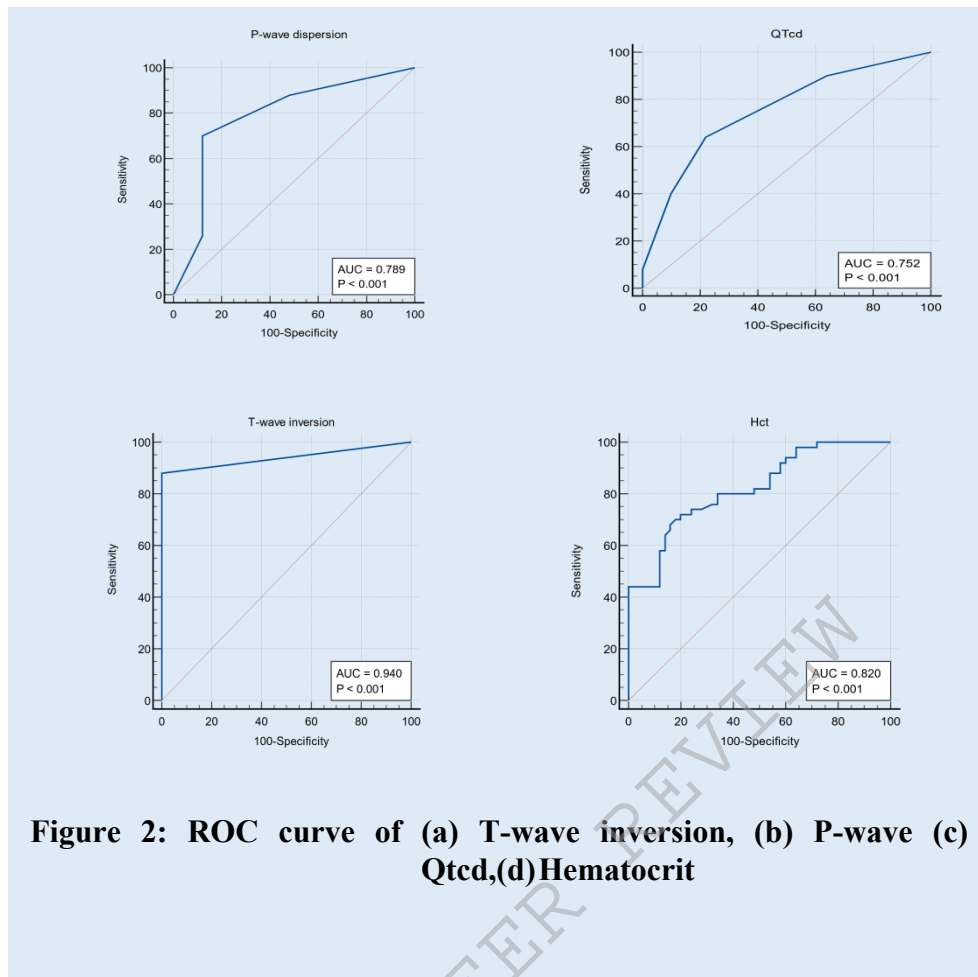 P-wave dispersion
100
80
60
40
20
0
Sensitivity
0 20 40 60 80 100
100-Specificity
AUC = 0.789
P < 0.001
QTcd
100
80
60
40
20
0
Sensitivity
0 20 40 60 80 100
100-Specificity
AUC = 0.752
P < 0.001
T-wave inversion
100
80
60
40
20
0
Sensitivity
0 20 40 60 80 100
100-Specificity
AUC = 0.940
P < 0.001
Hct
100
80
60
40
20
0
Sensitivity
0 20 40 60 80 100
100-Specificity
AUC = 0.820
P < 0.001
Figure 2: ROC curve of (a) T-wave inversion, (b) P-wave (c)
Qtcd,(d)Hematocrit
TER PEVIEW